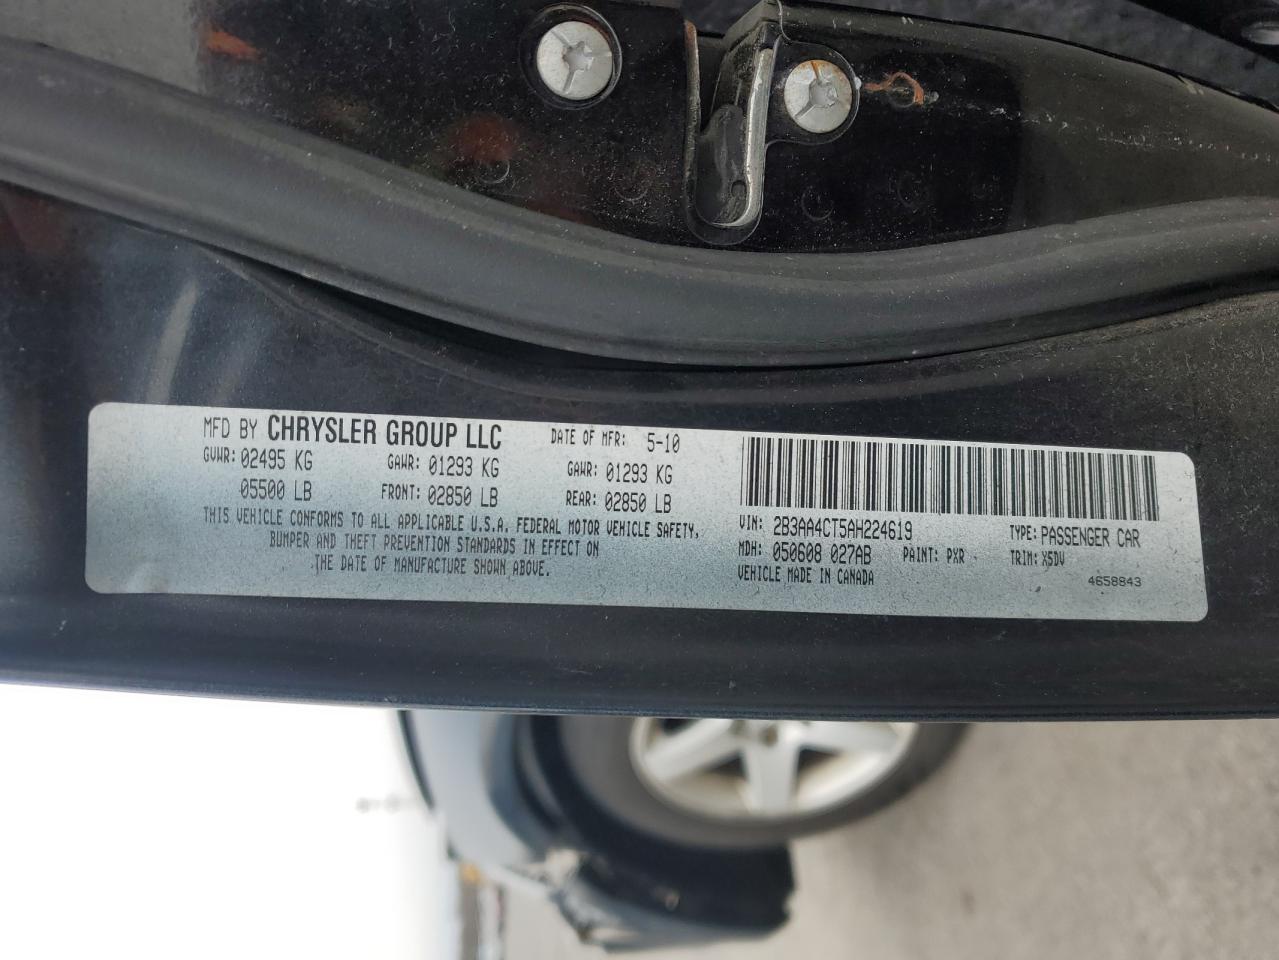 MFD BY CHRYSLER GROUP LLC DATE OF MFR: 5-10
GVWR: 02495 KG GAWR: 01293 KG GAWR: 01293 KG
05500 LB FRONT: 02850 LB REAR: 02850 LB
THIS VEHICLE CONFORMS TO ALL APPLICABLE U.S.A. FEDERAL MOTOR VEHICLE SAFETY,
BUMPER AND THEFT PREVENTION STANDARDS IN EFFECT ON
THE DATE OF MANUFACTURE SHOWN ABOVE.
VIN: 2B3AA4CT5AH224619 TYPE: PASSENGER CAR
MDH: 050608 027AB PAINT: PXR TRIM: X5DV
VEHICLE MADE IN CANADA 4658843